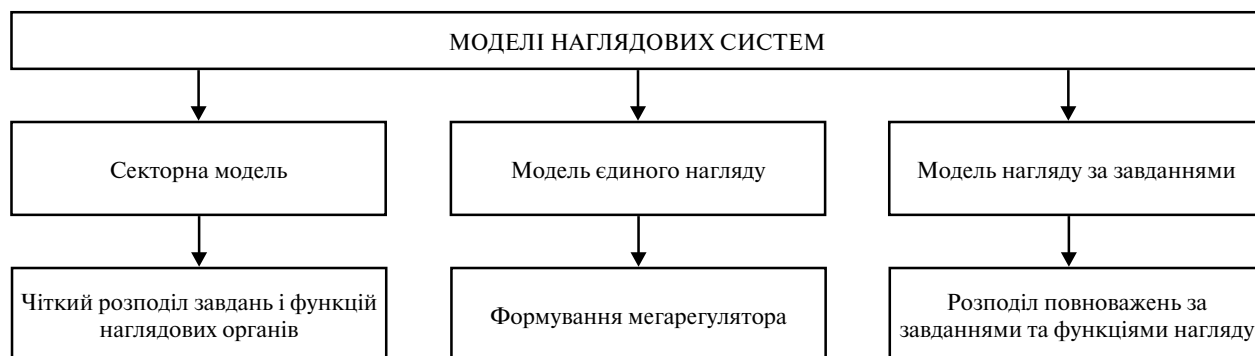 МОДЕЛІ НАГЛЯДОВИХ СИСТЕМ
Секторна модель
Модель єдиного нагляду
Модель нагляду за завданнями
Чіткий розподіл завдань і функцій
наглядових органів
Формування мегарегулятора
Розподіл повноважень за
завданнями та функціями нагляду